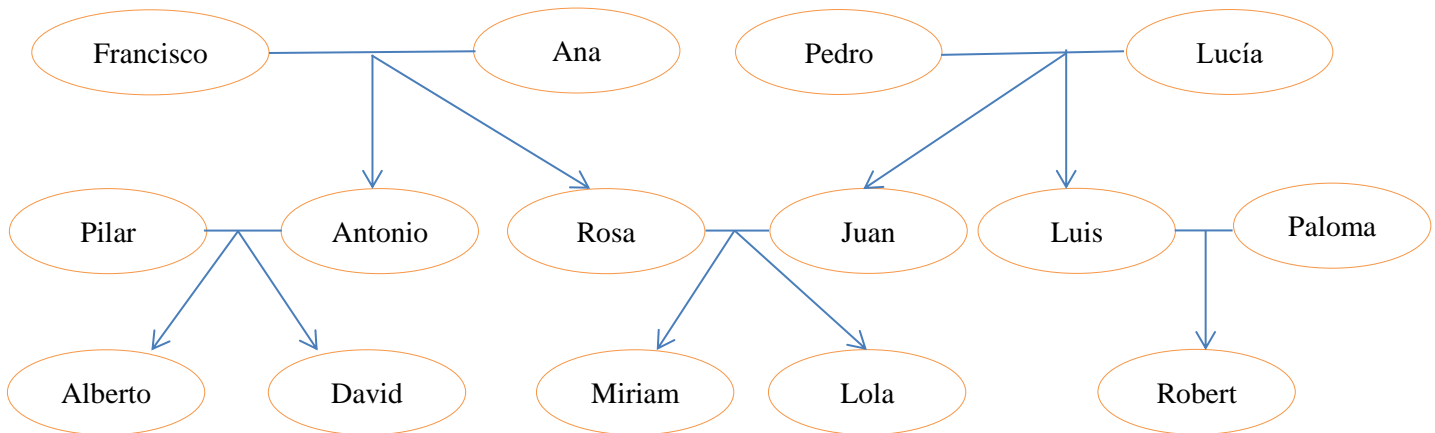 Francisco Ana Pedro Lucía
Pilar Antonio Rosa Juan Luis Paloma
Alberto David Miriam Lola Robert